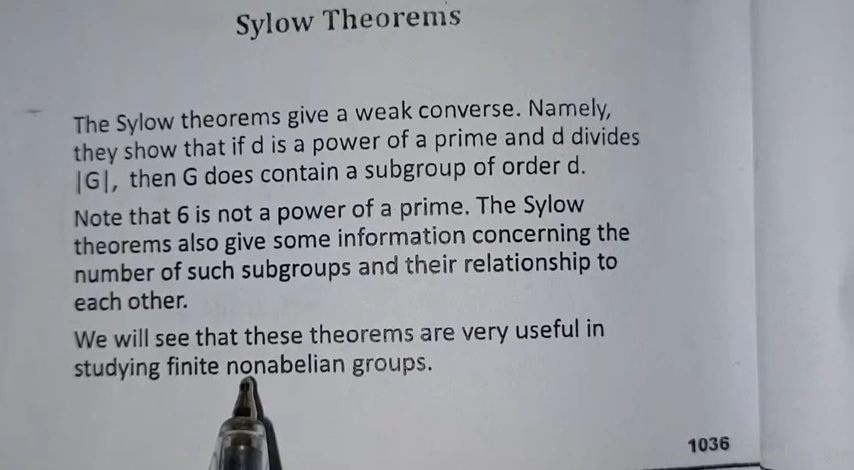 Sylow Theorems
The Sylow theorems give a weak converse. Namely,
they show that if d is a power of a prime and d divides
|G|, then G does contain a subgroup of order d.
Note that 6 is not a power of a prime. The Sylow
theorems also give some information concerning the
number of such subgroups and their relationship to
each other.
We will see that these theorems are very useful in
studying finite nonabelian groups.
1036